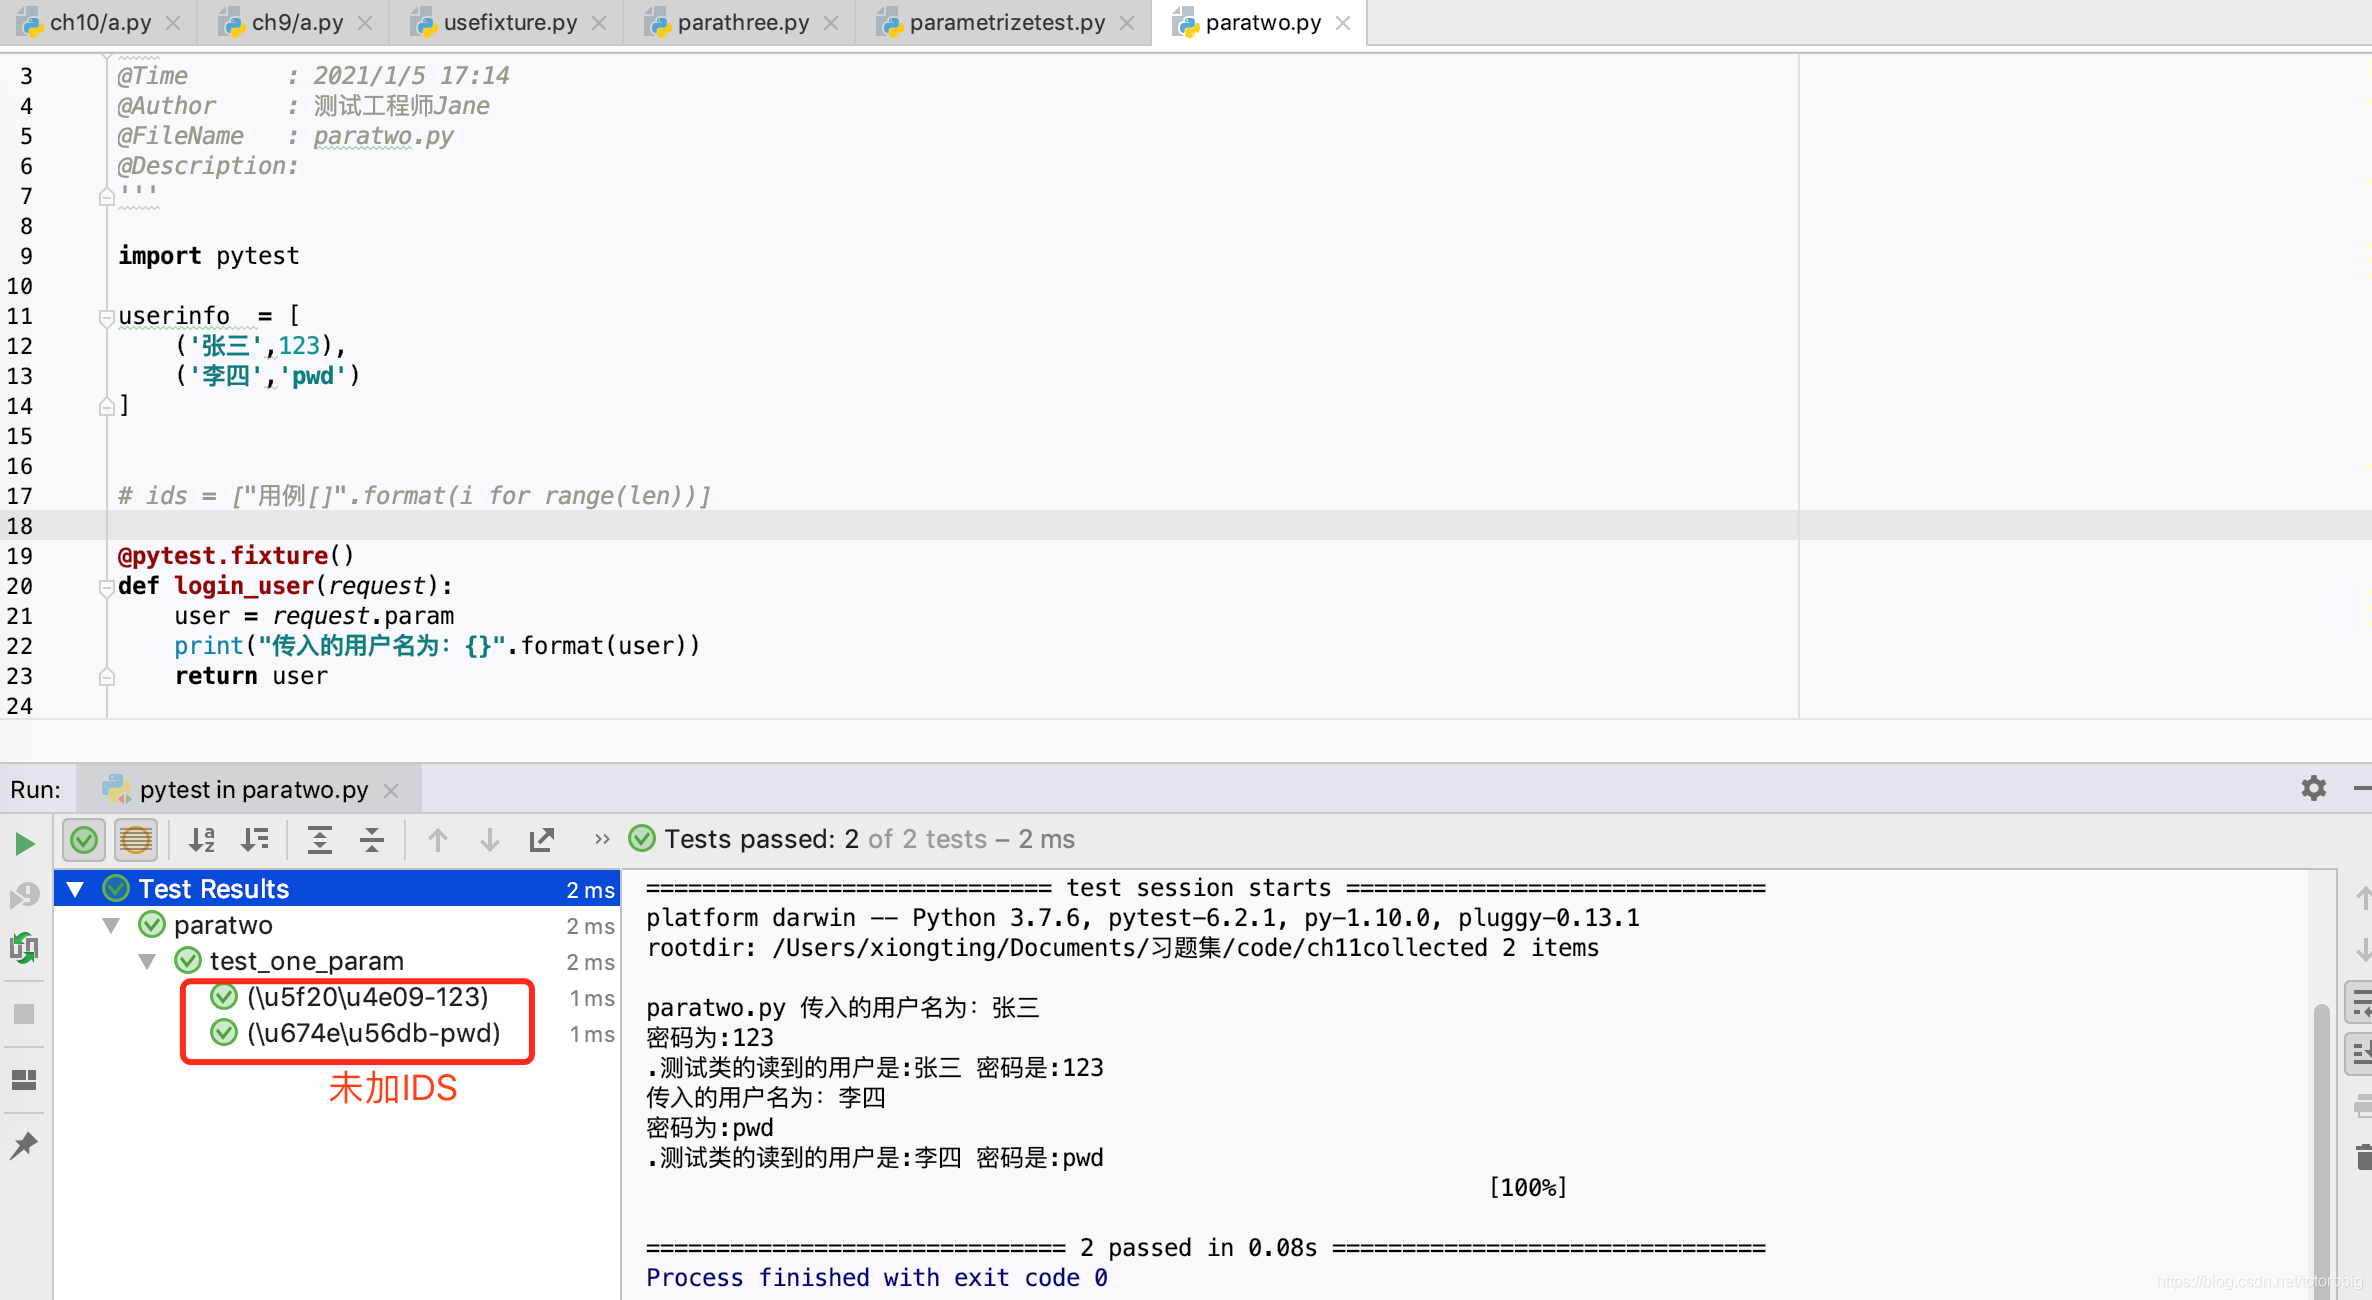 ch10/a.py ch9/a.py usefixture.py parathree.py parametrizetest.py paratwo.py
3 @Time : 2021/1/5 17:14
4 @Author : 测试工程师Jane
5 @FileName : paratwo.py
6 @Description:
7 '''
8
9 import pytest
10
11 userinfo = [
12 ('张三',123),
13 ('李四','pwd')
14 ]
15
16
17 # ids = ["用例[]".format(i for range(len))]
18
19 @pytest.fixture()
20 def login_user(request):
21 user = request.param
22 print("传入的用户名为：{}".format(user))
23 return user
24
Run: pytest in paratwo.py
Tests passed: 2 of 2 tests – 2 ms
Test Results 2 ms
paratwo 2 ms
test_one_param 2 ms
(\u5f20\u4e09-123) 1 ms
(\u674e\u56db-pwd) 1 ms
未加IDS
============================= test session starts ==============================
platform darwin -- Python 3.7.6, pytest-6.2.1, py-1.10.0, pluggy-0.13.1
rootdir: /Users/xiongting/Documents/习题集/code/ch11collected 2 items
paratwo.py 传入的用户名为：张三
密码为:123
.测试类的读到的用户是:张三 密码是:123
传入的用户名为：李四
密码为:pwd
.测试类的读到的用户是:李四 密码是:pwd
[100%]
============================== 2 passed in 0.08s ===============================
Process finished with exit code 0
https://blog.csdn.net/totorobig